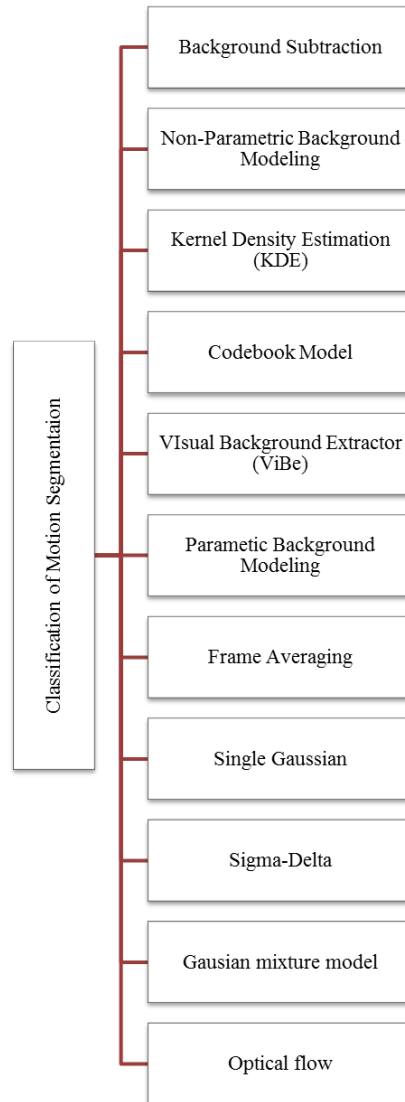 Classification of Motion Segmentaion
Background Subtraction
Non-Parametric Background
Modeling
Kernel Density Estimation
(KDE)
Codebook Model
VIsual Background Extractor
(ViBe)
Parametic Background
Modeling
Frame Averaging
Single Gaussian
Sigma-Delta
Gausian mixture model
Optical flow